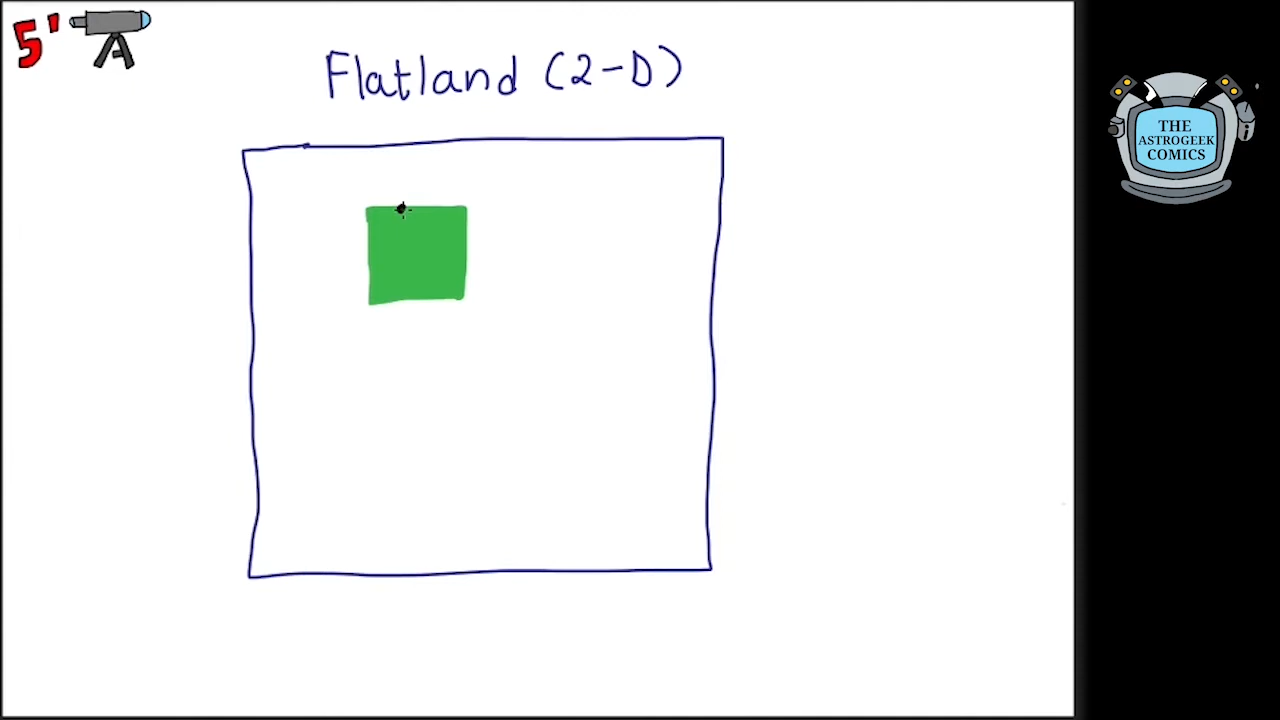 5'
Flatland (2-D)
THE
ASTROGEEK
COMICS